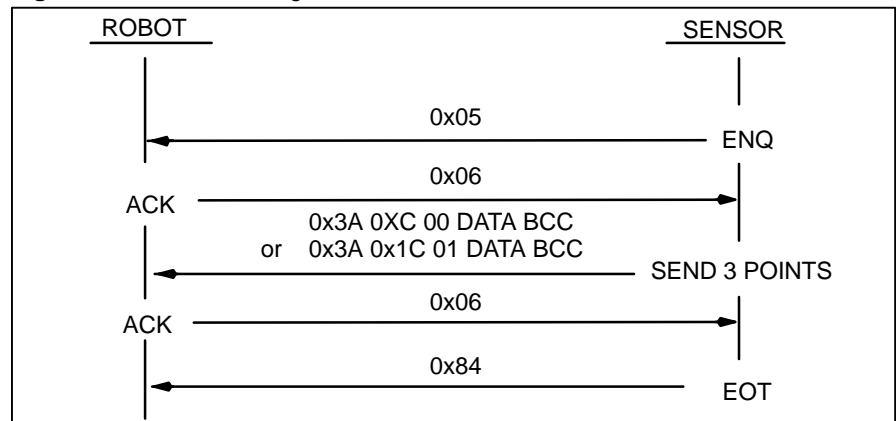 ROBOT SENSOR
0x05
ENQ
0x06
ACK
0x3A 0XC 00 DATA BCC
or 0x3A 0x1C 01 DATA BCC
SEND 3 POINTS
0x06
ACK
0x84
EOT